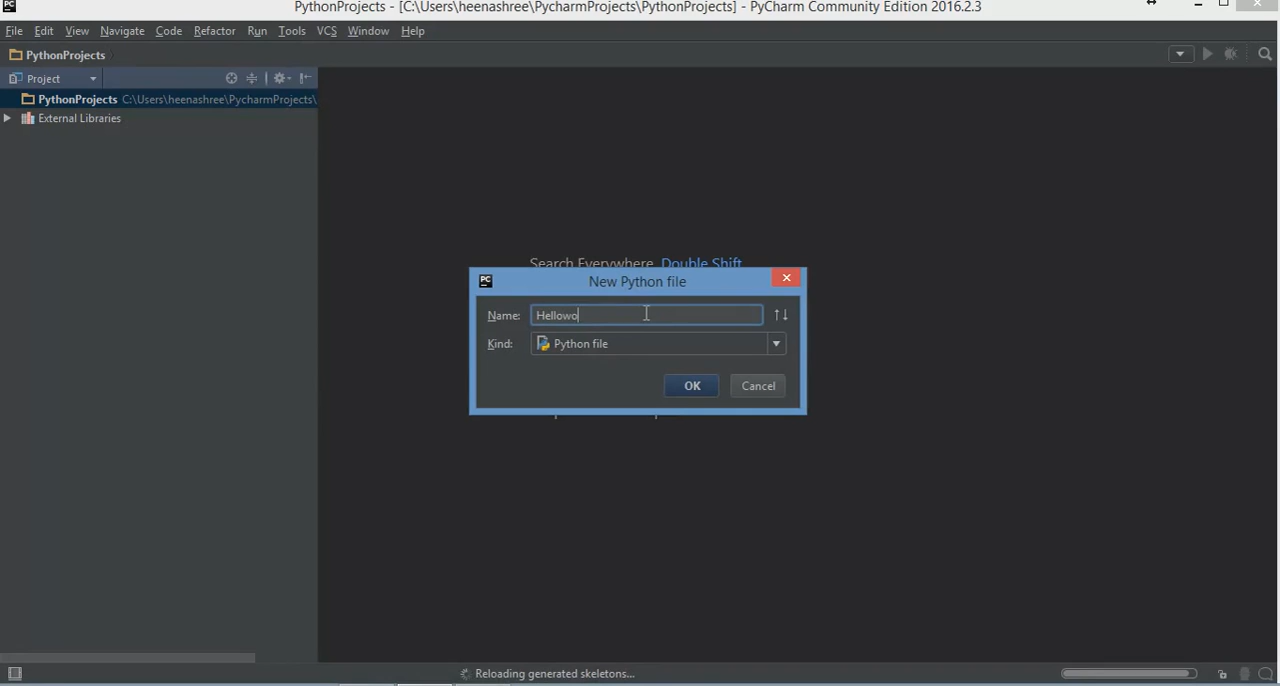 PC PythonProjects - [C:\Users\heenashree\PycharmProjects\PythonProjects] - PyCharm Community Edition 2016.2.3
File Edit View Navigate Code Refactor Run Tools VCS Window Help
PythonProjects
Project
PythonProjects C:\Users\heenashree\PycharmProjects\
External Libraries
Search Everywhere Double Shift
PC New Python file
Name: Hellowo
Kind: Python file
OK Cancel
Reloading generated skeletons...